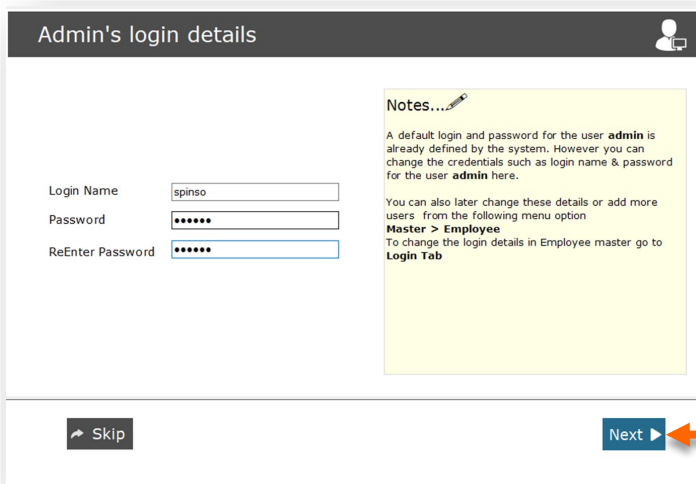 Admin's login details
Notes...
A default login and password for the user admin is
already defined by the system. However you can
change the credentials such as login name & password
for the user admin here.
You can also later change these details or add more
users from the following menu option
Master > Employee
To change the login details in Employee master go to
Login Tab
Login Name spinso
Password ••••••
ReEnter Password ••••••
Skip
Next